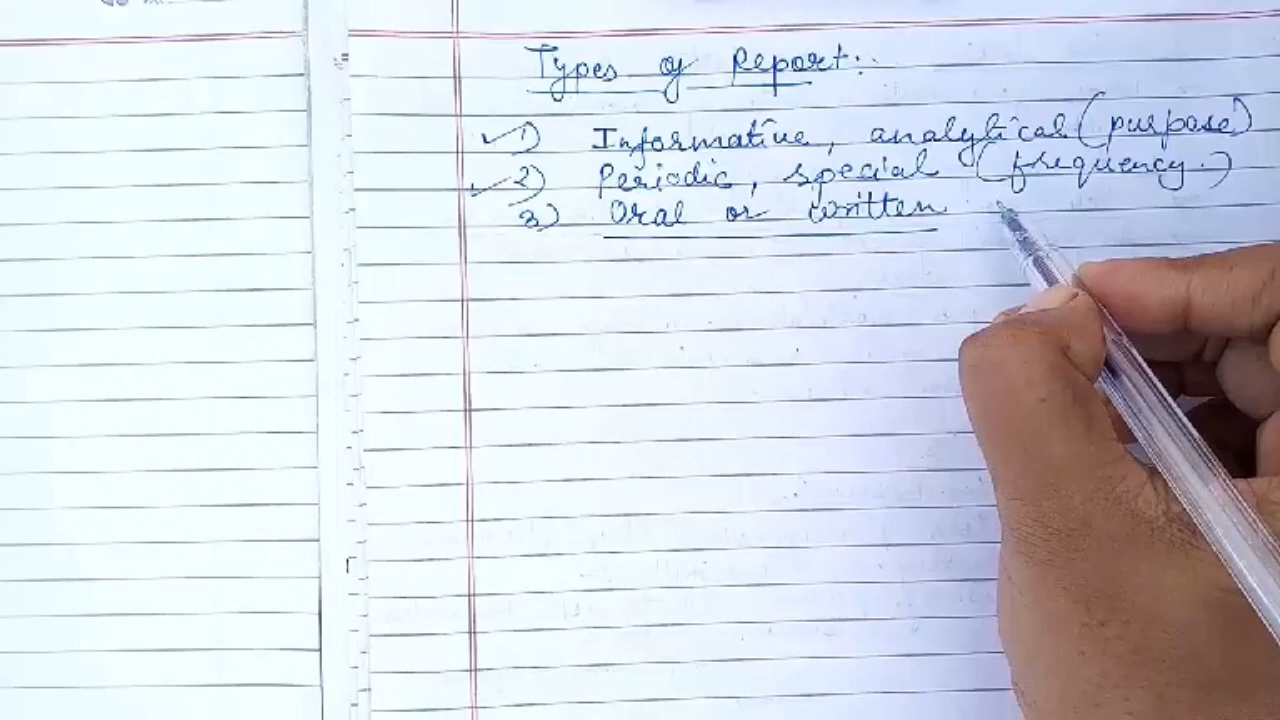 Types of Report:-
1) Informative, analytical (purpose)
2) Periodic, special (frequency)
3) Oral or written